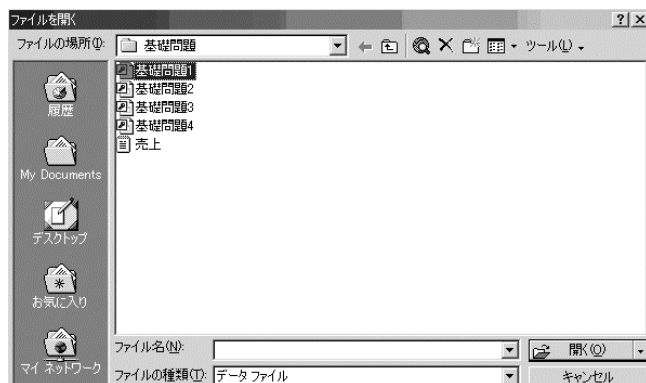 ファイルを開く
ファイルの場所(I):
基礎問題
ツール(L)
基礎問題1
基礎問題2
基礎問題3
基礎問題4
売上
履歴
My Documents
デスクトップ
お気に入り
マイ ネットワーク
ファイル名(N):
開く(O)
ファイルの種類(T):
データ ファイル
キャンセル